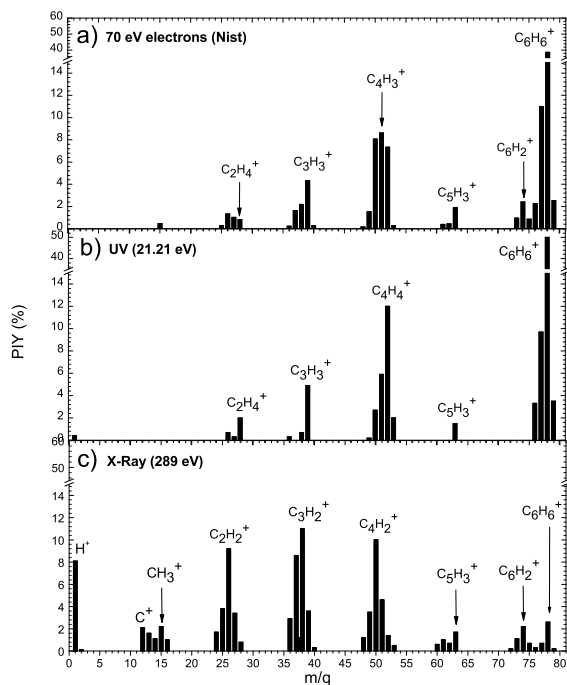 60
50
40
30
12
10
8
6
4
2
0
a) 70 eV electrons (Nist)
C2H4+
C3H3+
C4H3+
C5H3+
C6H2+
C6H6+
50
40
14
12
10
8
6
4
2
0
b) UV (21.21 eV)
C2H4+
C3H3+
C4H4+
C5H3+
C6H6+
PIY (%)
60
50
14
12
10
8
6
4
2
0
c) X-Ray (289 eV)
H+
C+
CH3+
C2H2+
C3H2+
C4H2+
C5H3+
C6H2+
C6H6+
0 5 10 15 20 25 30 35 40 45 50 55 60 65 70 75 80
m/q